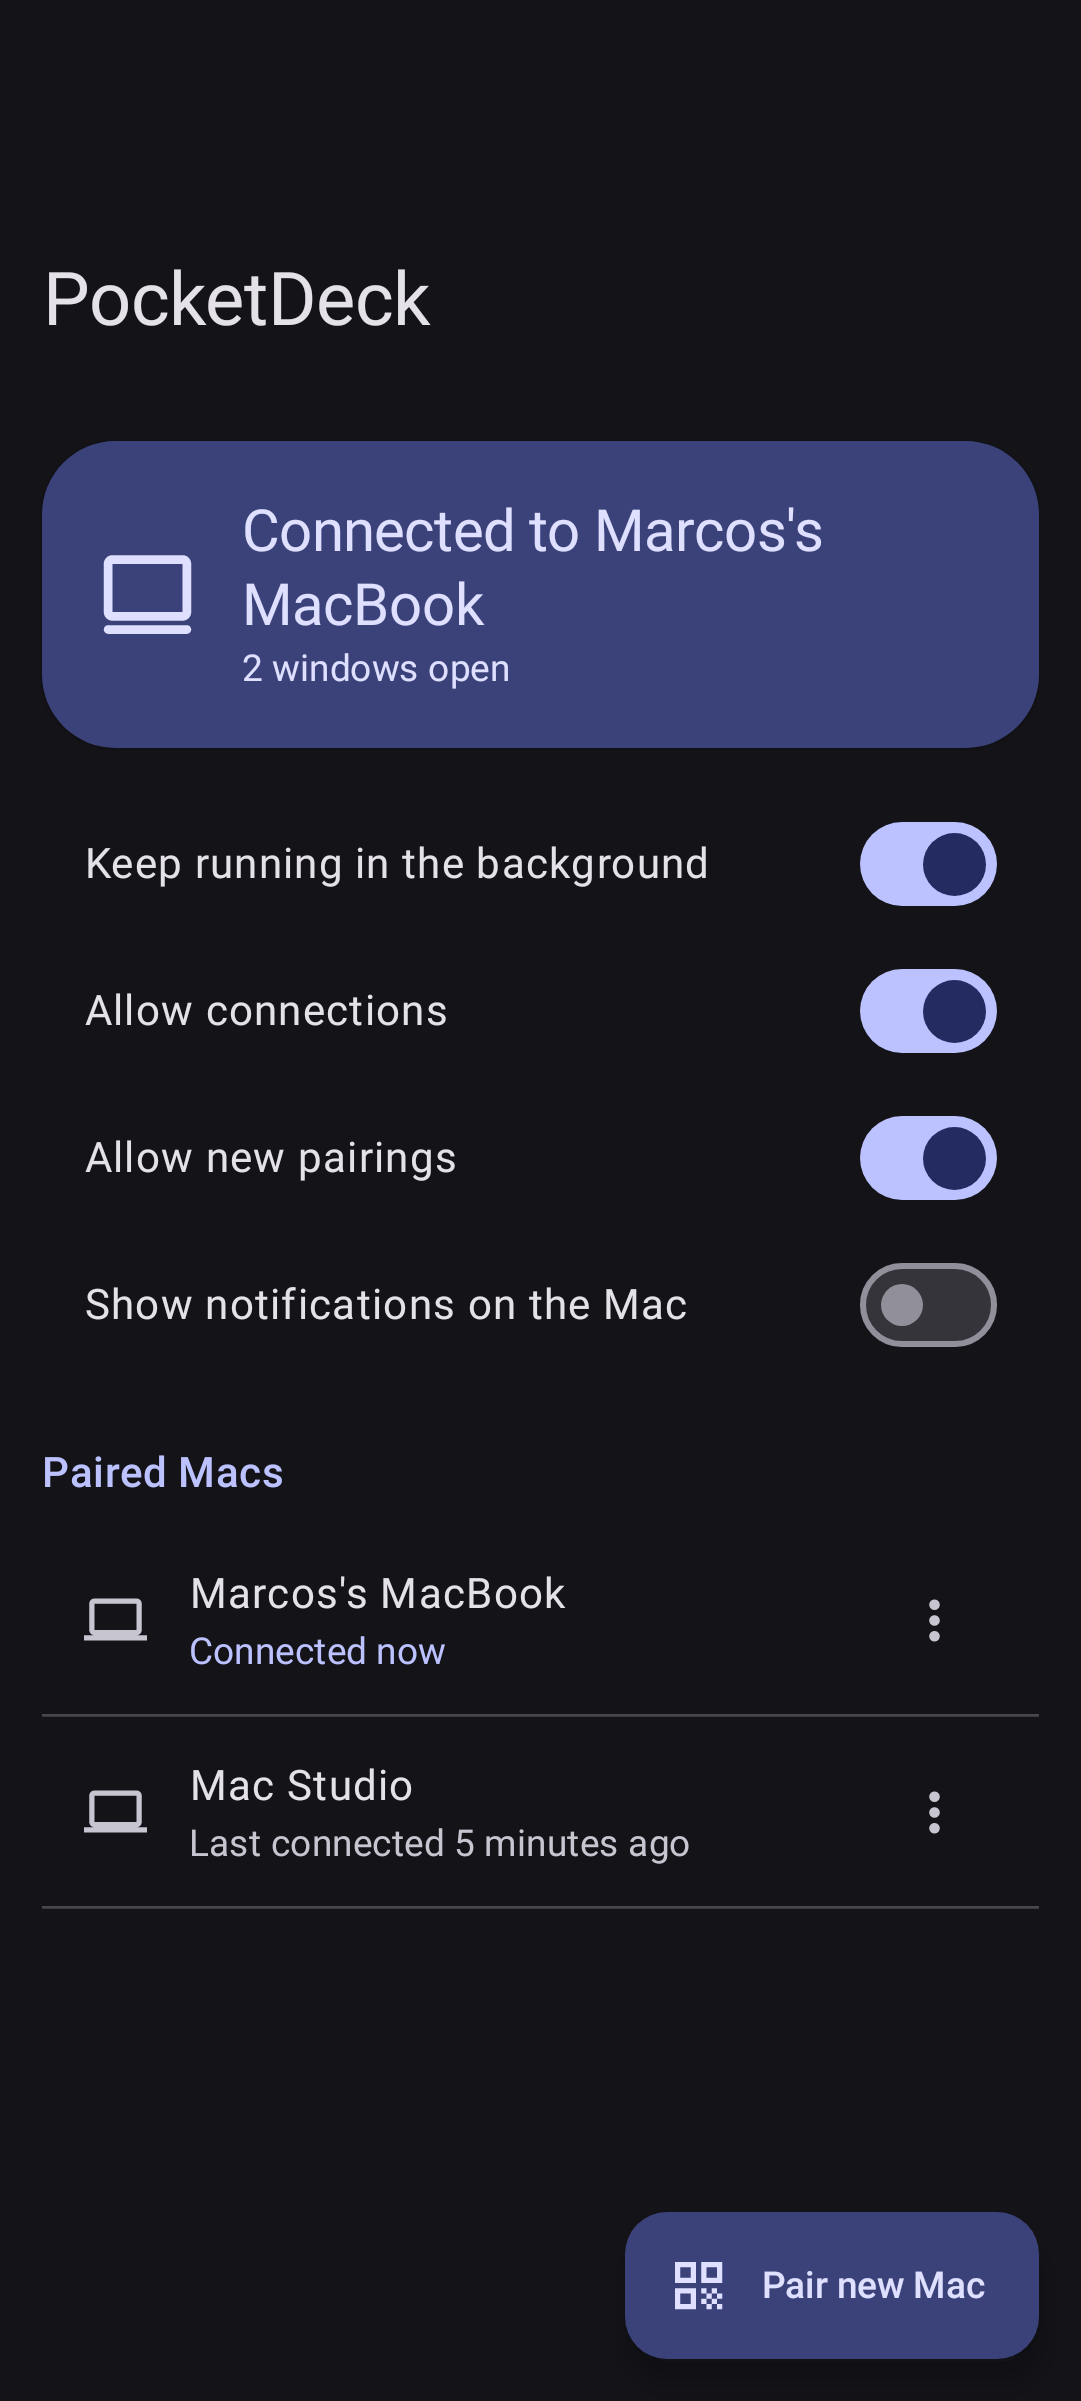 PocketDeck
Connected to Marcos's
MacBook
2 windows open
Keep running in the background
Allow connections
Allow new pairings
Show notifications on the Mac
Paired Macs
Marcos's MacBook
Connected now
Mac Studio
Last connected 5 minutes ago
Pair new Mac